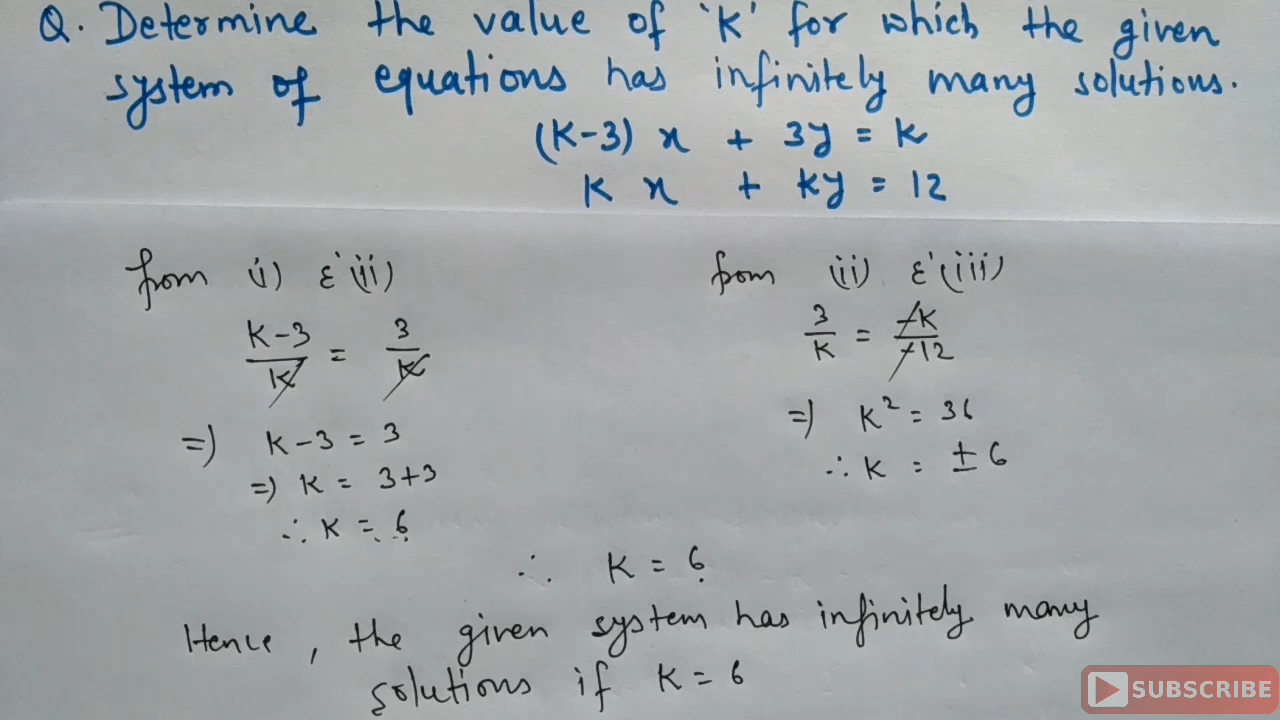 Q. Determine the value of 'K' for which the given
system of equations has infinitely many solutions.
(K-3) x + 3y = k
K x + ky = 12
from (i) & (ii)
K-3/K = 3/K
=) K-3 = 3
=) K = 3+3
∴ K = 6
from (ii) & (iii)
3/K = -K/-12
=) K² = 36
∴ K = ±6
∴ K = 6
Hence, the given system has infinitely many
solutions if K = 6
SUBSCRIBE